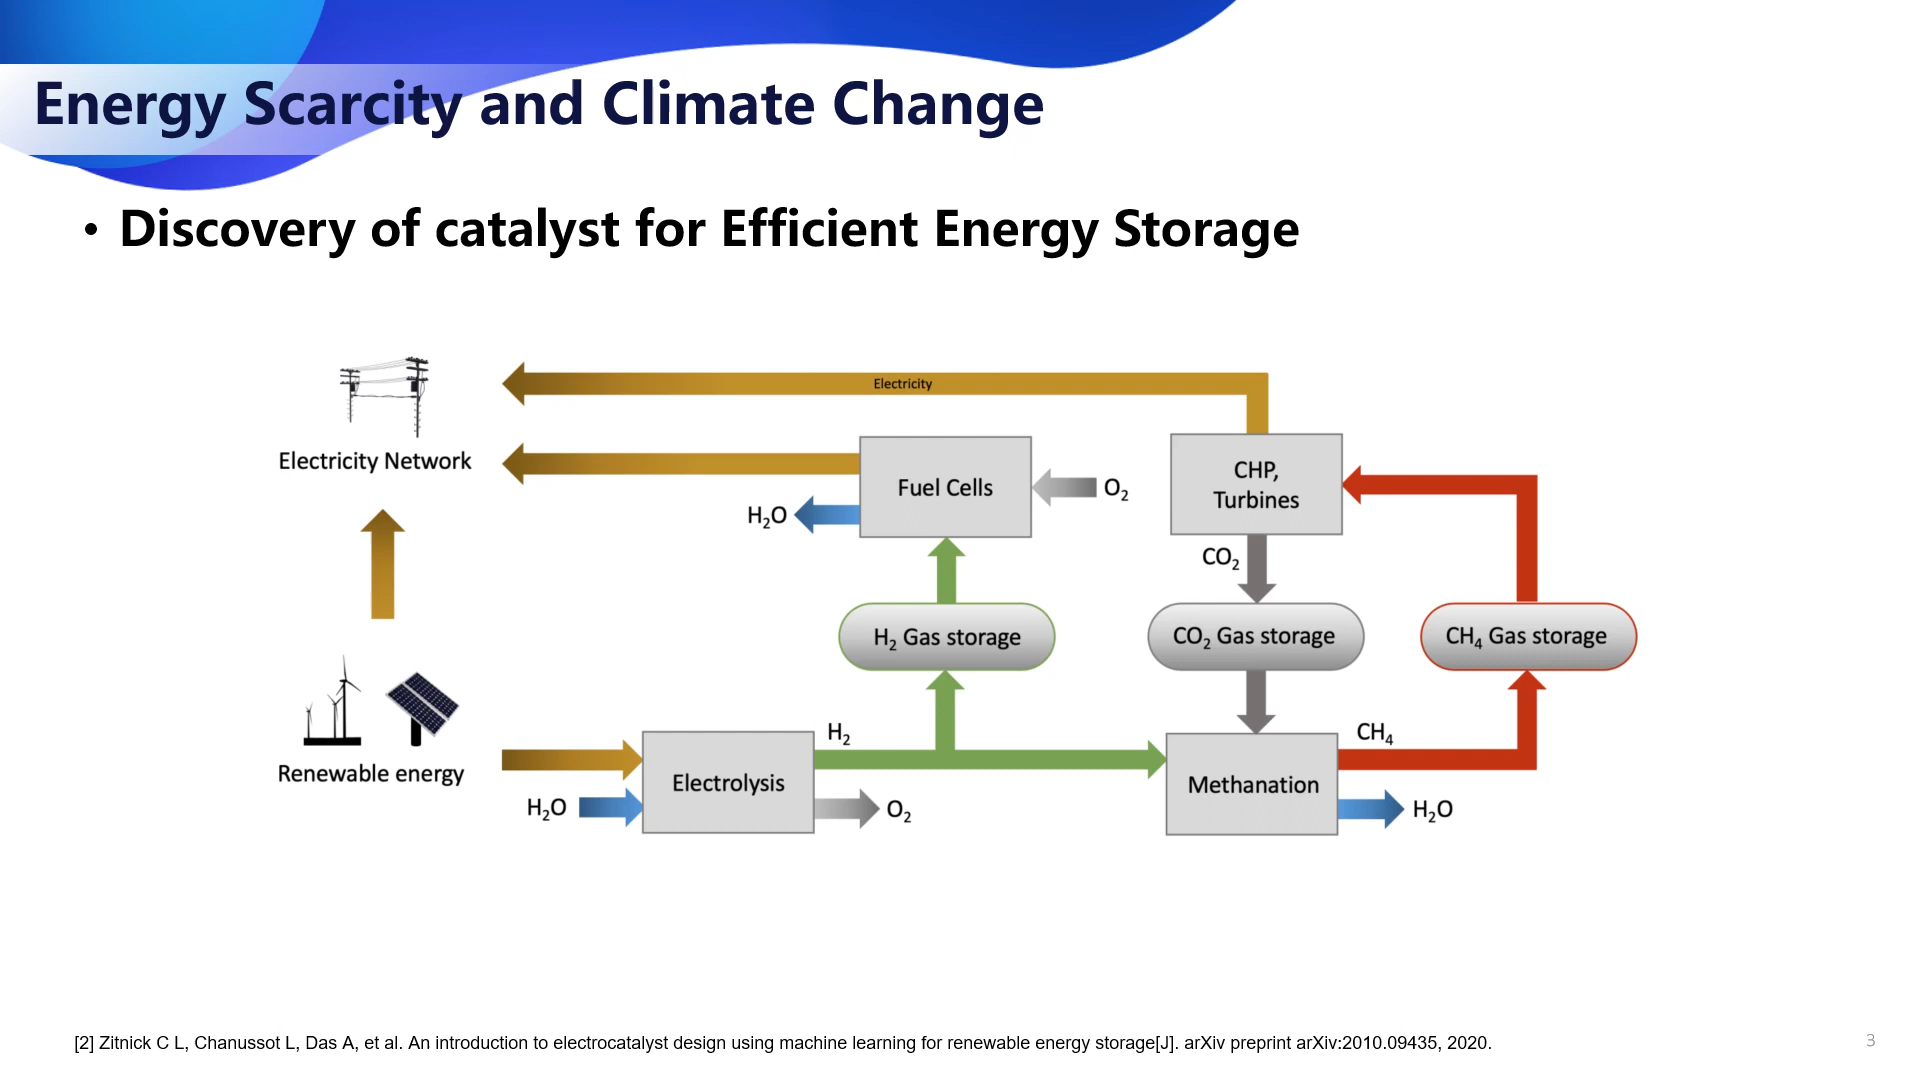 Energy Scarcity and Climate Change
• Discovery of catalyst for Efficient Energy Storage
Electricity
Electricity Network
Fuel Cells
O₂
CHP,
Turbines
H₂O
CO₂
H₂ Gas storage
CO₂ Gas storage
CH₄ Gas storage
H₂
CH₄
Renewable energy
Electrolysis
Methanation
H₂O
O₂
H₂O
[2] Zitnick C L, Chanussot L, Das A, et al. An introduction to electrocatalyst design using machine learning for renewable energy storage[J]. arXiv preprint arXiv:2010.09435, 2020.
3